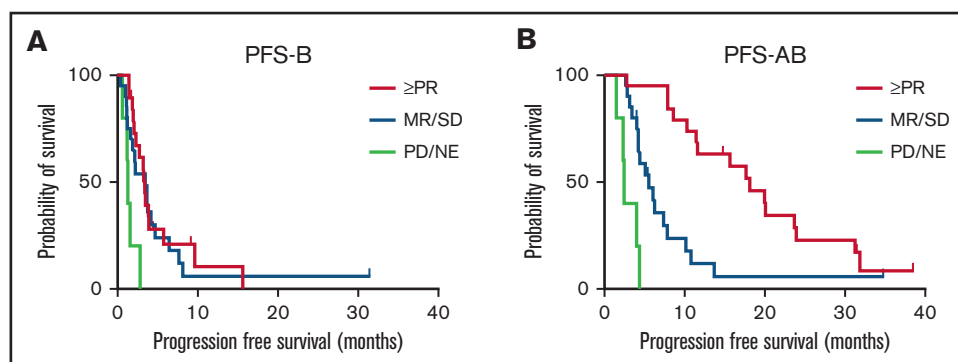 A
PFS-B
100
50
0
Probability of survival
≥PR
MR/SD
PD/NE
0 10 20 30 40
Progression free survival (months)
B
PFS-AB
100
50
0
Probability of survival
≥PR
MR/SD
PD/NE
0 10 20 30 40
Progression free survival (months)